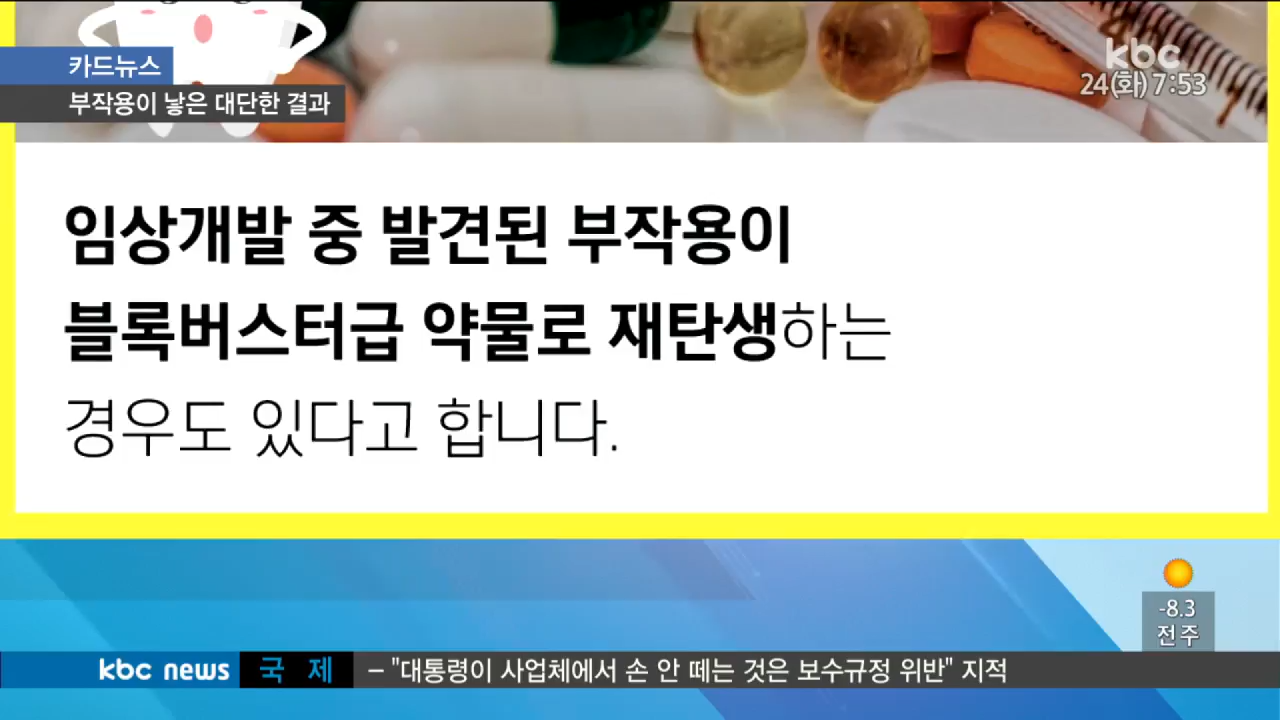 카드뉴스
부작용이 낳은 대단한 결과
kbc
24(화) 7:53
임상개발 중 발견된 부작용이
블록버스터급 약물로 재탄생하는
경우도 있다고 합니다.
-8.3
전주
kbc news 국 제 – "대통령이 사업체에서 손 안 떼는 것은 보수규정 위반" 지적